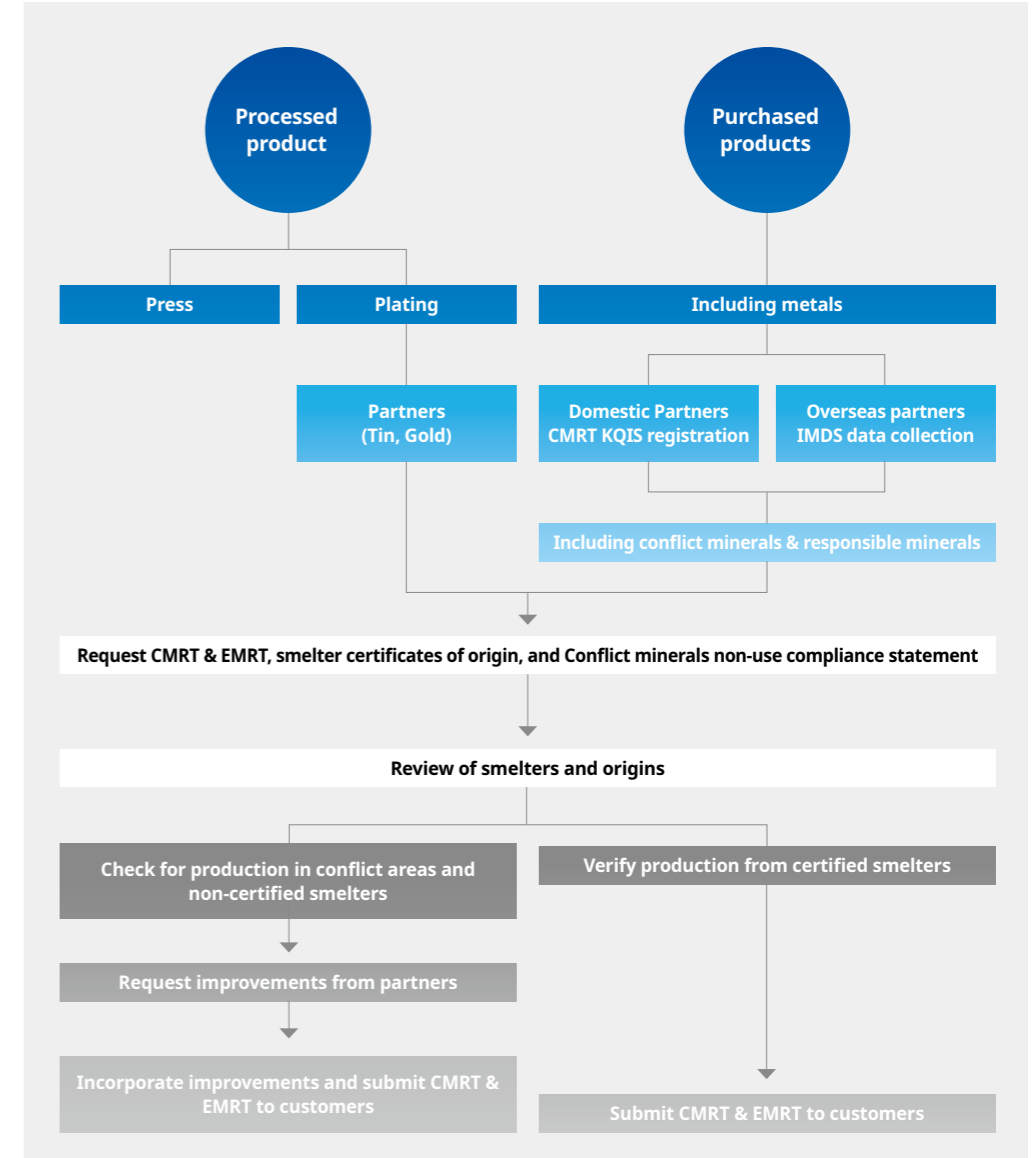 Processed
product
Purchased
products
Press
Plating
Including metals
Partners
(Tin, Gold)
Domestic Partners
CMRT KQIS registration
Overseas partners
IMDS data collection
Including conflict minerals & responsible minerals
Request CMRT & EMRT, smelter certificates of origin, and Conflict minerals non-use compliance statement
Review of smelters and origins
Check for production in conflict areas and
non-certified smelters
Verify production from certified smelters
Request improvements from partners
Incorporate improvements and submit CMRT &
EMRT to customers
Submit CMRT & EMRT to customers